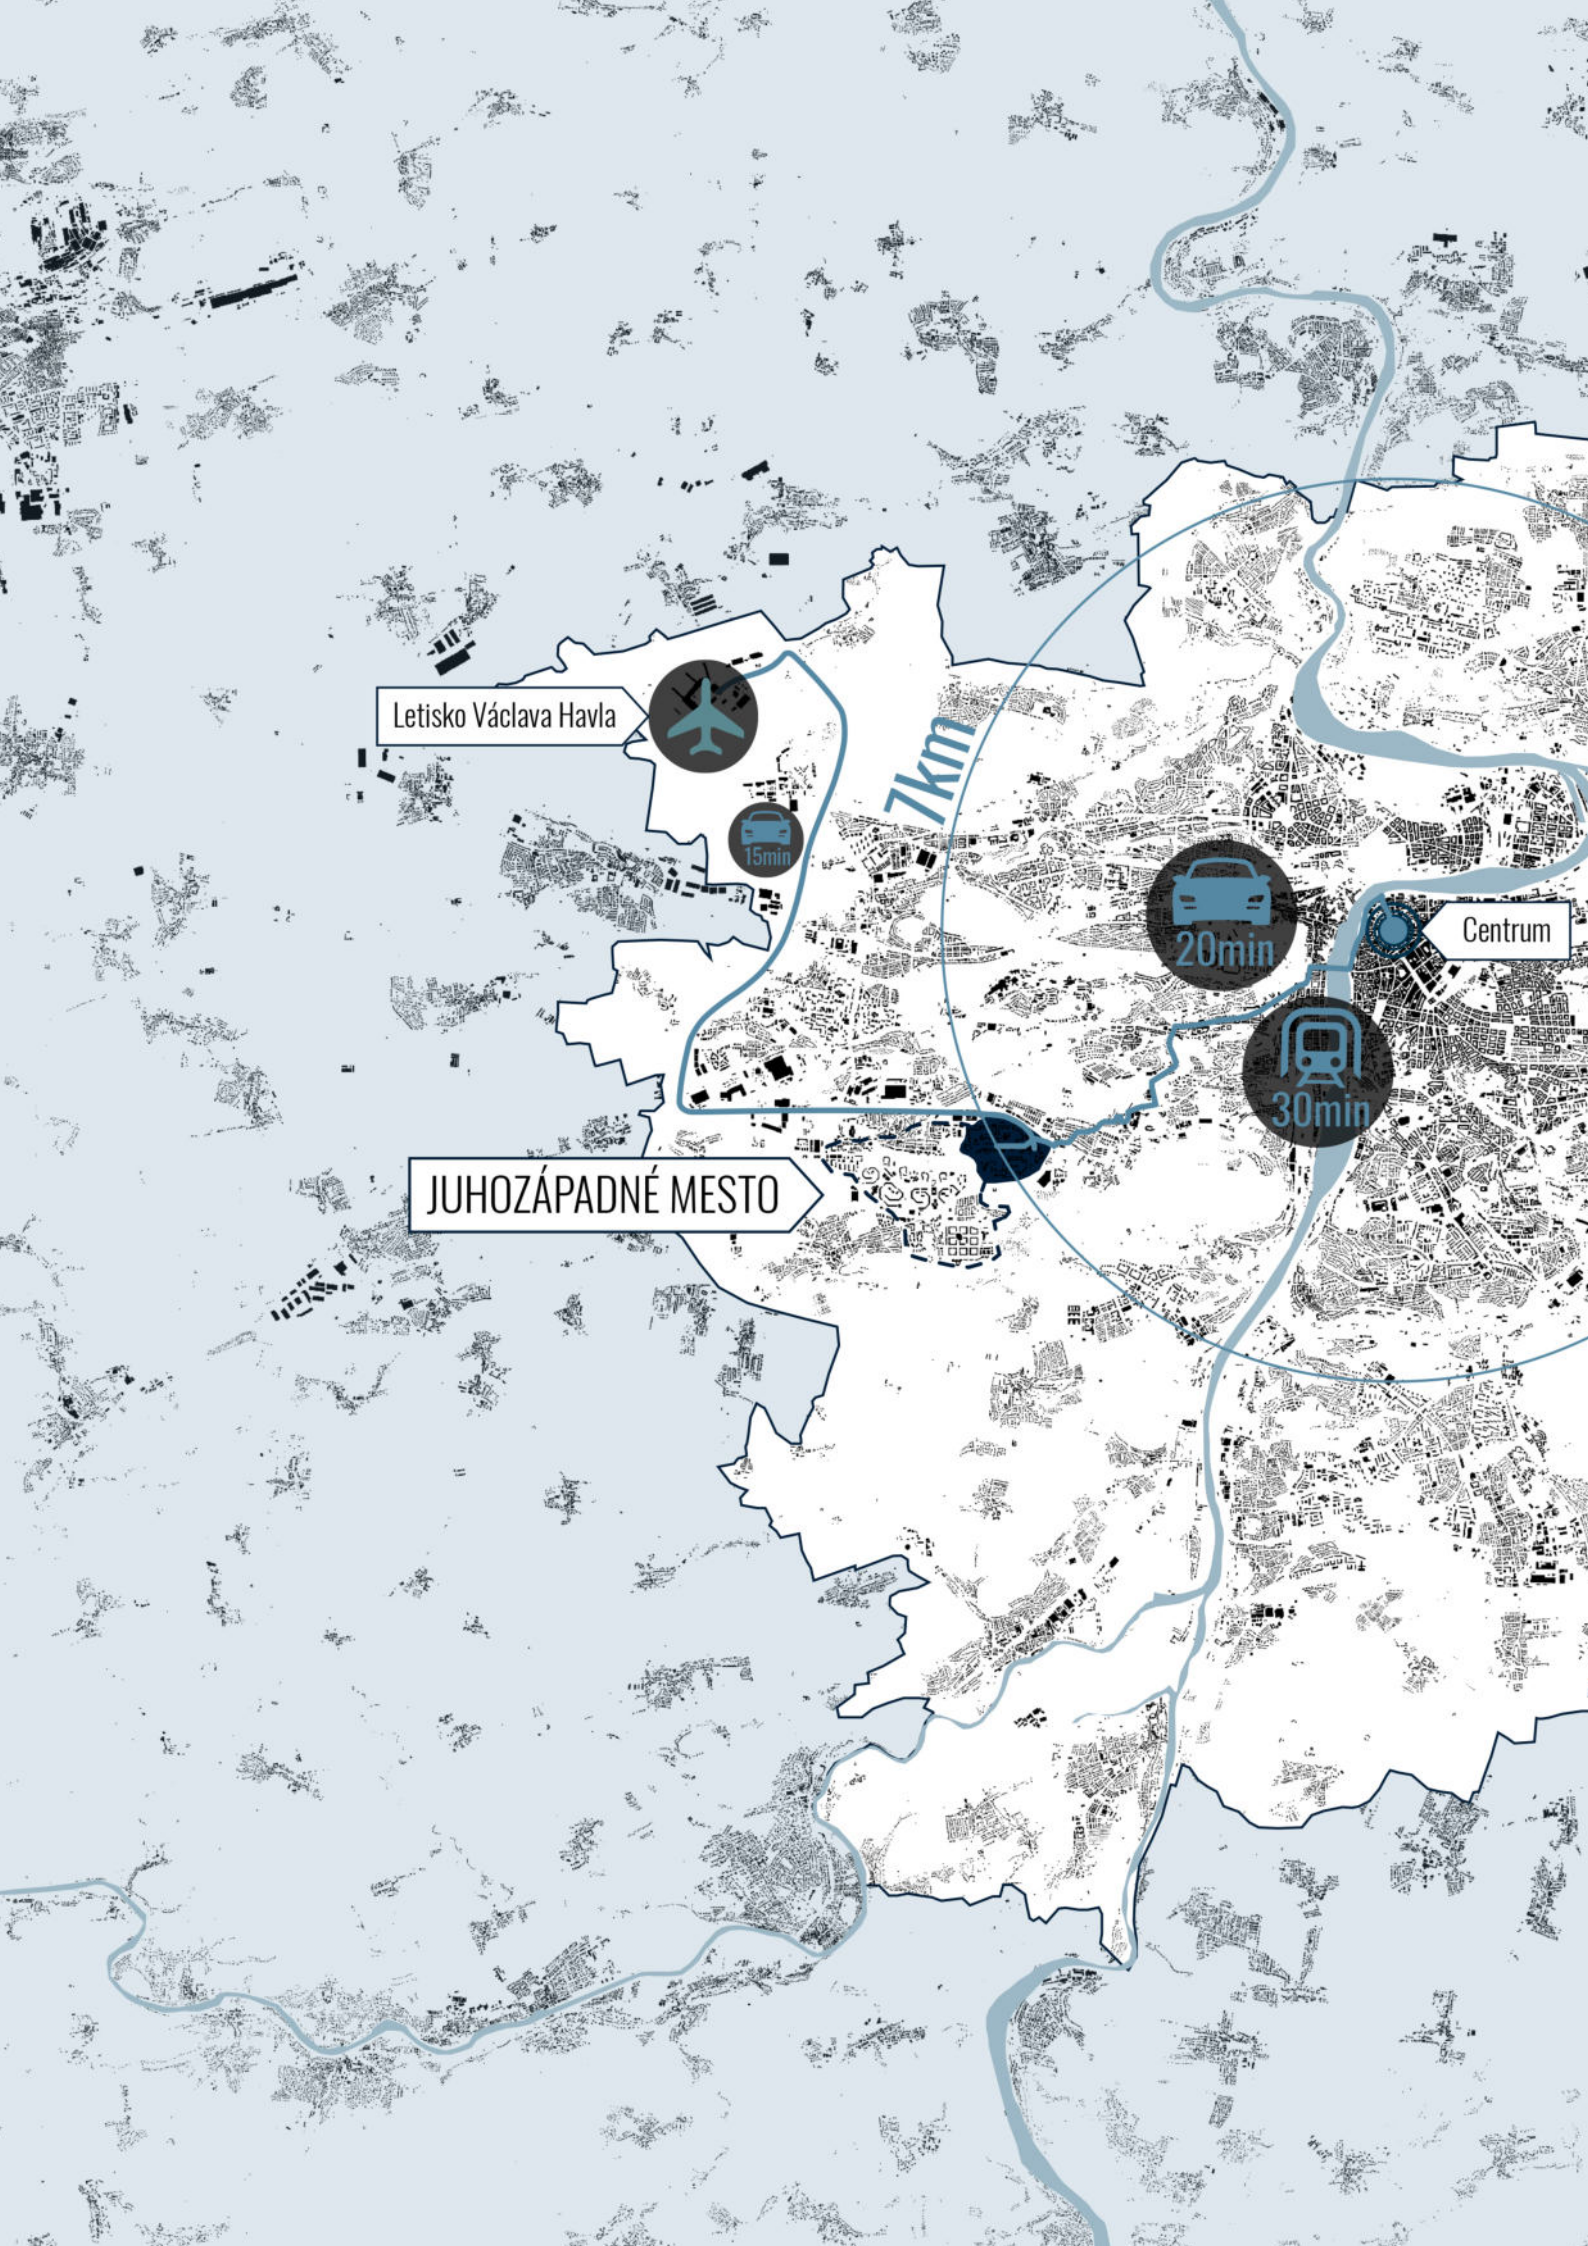 Letisko Václava Havla
7km
15min
20min
Centrum
30min
JUHOZÁPADNÉ MESTO